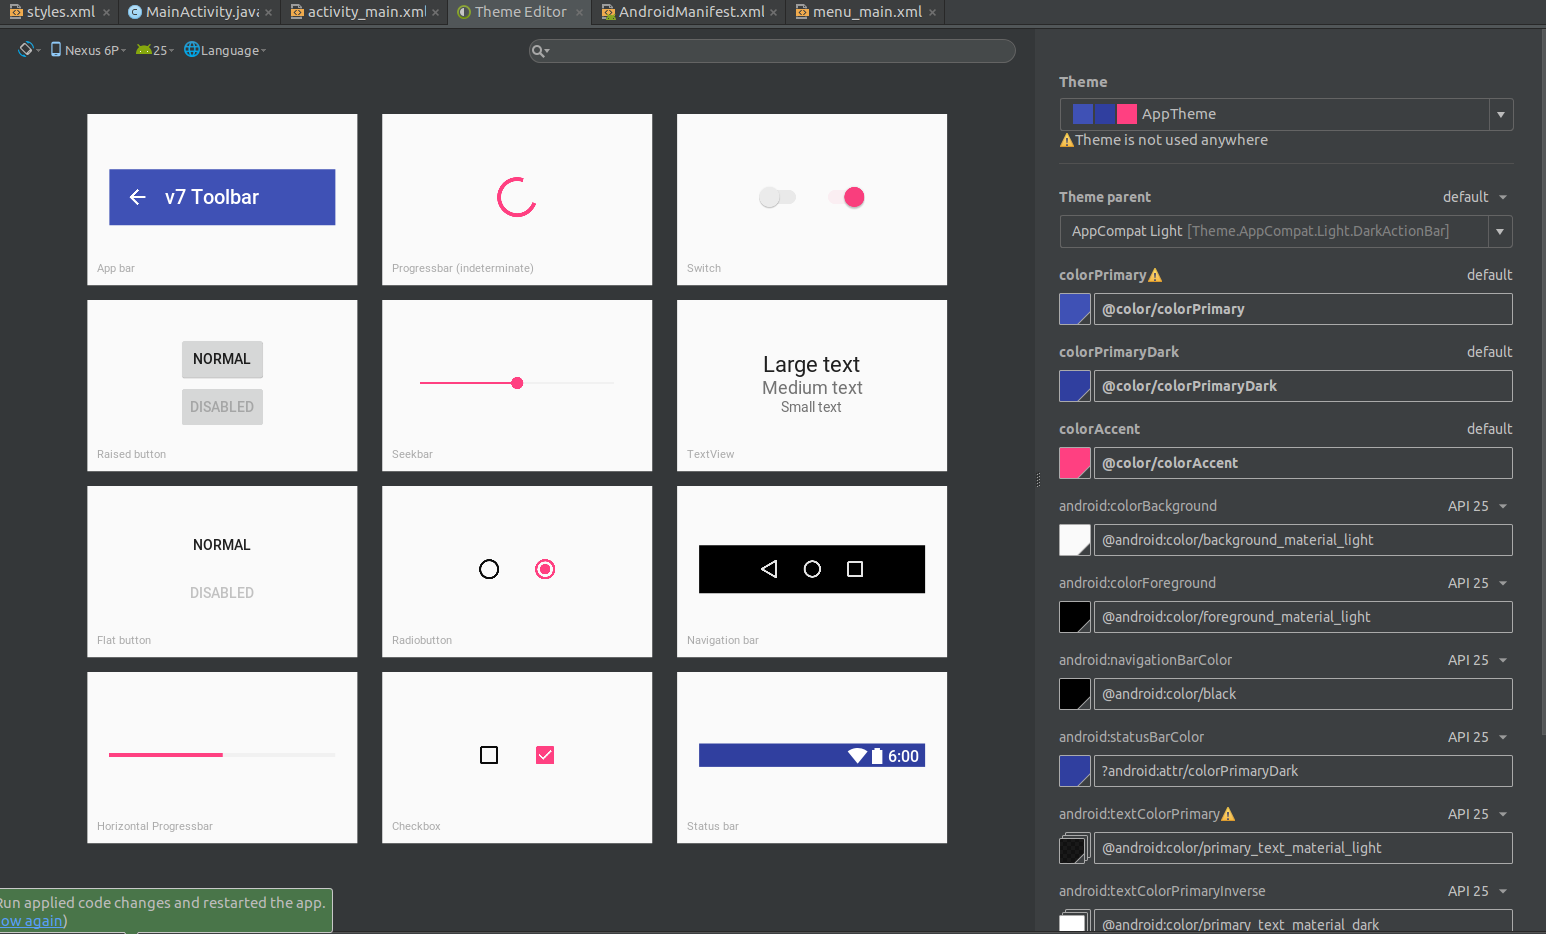 styles.xml × MainActivity.java × activity_main.xml × Theme Editor × AndroidManifest.xml × menu_main.xml ×
Nexus 6P 25 Language
v7 Toolbar
App bar
Progressbar (indeterminate)
Switch
NORMAL
DISABLED
Raised button
Seekbar
Large text
Medium text
Small text
TextView
NORMAL
DISABLED
Flat button
Radiobutton
Navigation bar
Horizontal Progressbar
Checkbox
6:00
Status bar
Run applied code changes and restarted the app.
ow again)
Theme
AppTheme
Theme is not used anywhere
Theme parent default
AppCompat Light [Theme.AppCompat.Light.DarkActionBar]
colorPrimary default
@color/colorPrimary
colorPrimaryDark default
@color/colorPrimaryDark
colorAccent default
@color/colorAccent
android:colorBackground API 25
@android:color/background_material_light
android:colorForeground API 25
@android:color/foreground_material_light
android:navigationBarColor API 25
@android:color/black
android:statusBarColor API 25
?android:attr/colorPrimaryDark
android:textColorPrimary API 25
@android:color/primary_text_material_light
android:textColorPrimaryInverse API 25
@android:color/primary_text_material_dark